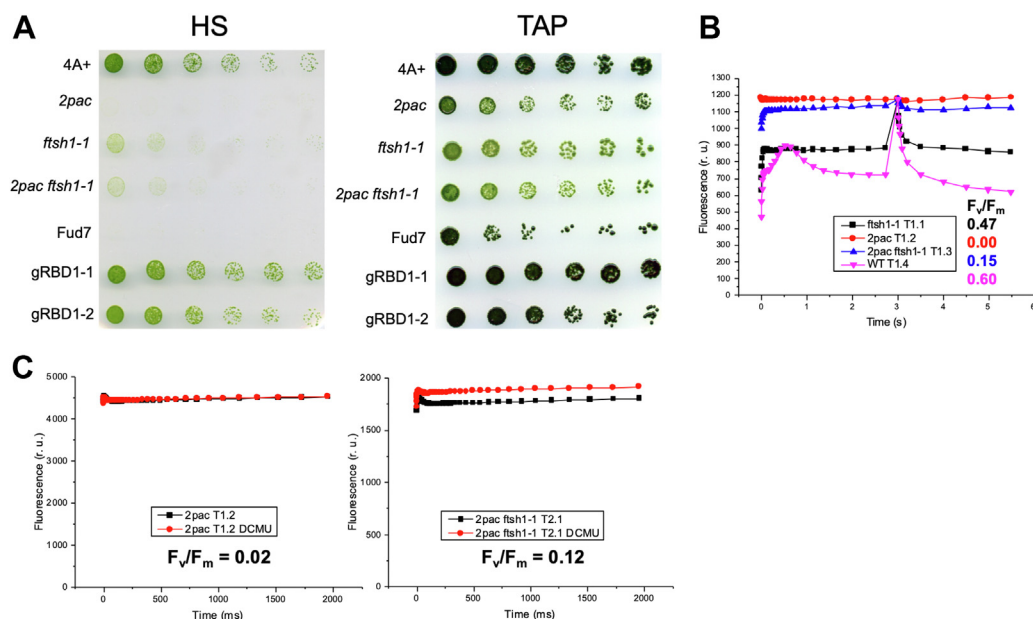 A
HS
TAP
4A+
2pac
ftsh1-1
2pac ftsh1-1
Fud7
gRBD1-1
gRBD1-2
4A+
2pac
ftsh1-1
2pac ftsh1-1
Fud7
gRBD1-1
gRBD1-2
B
Fluorescence (r. u.)
1300
1200
1100
1000
900
800
700
600
500
400
300
200
100
0
0 1 2 3 4 5 6
Time (s)
ftsh1-1 T1.1
2pac T1.2
2pac ftsh1-1 T1.3
WT T1.4
Fv/Fm
0.47
0.00
0.15
0.60
C
Fluorescence (r. u.)
5000
4000
3000
2000
1000
0
0 500 1000 1500 2000
Time (ms)
2pac T1.2
2pac T1.2 DCMU
Fv/Fm = 0.02
Fluorescence (r. u.)
2000
1500
1000
500
0
0 500 1000 1500 2000
Time (ms)
2pac ftsh1-1 T2.1
2pac ftsh1-1 T2.1 DCMU
Fv/Fm = 0.12